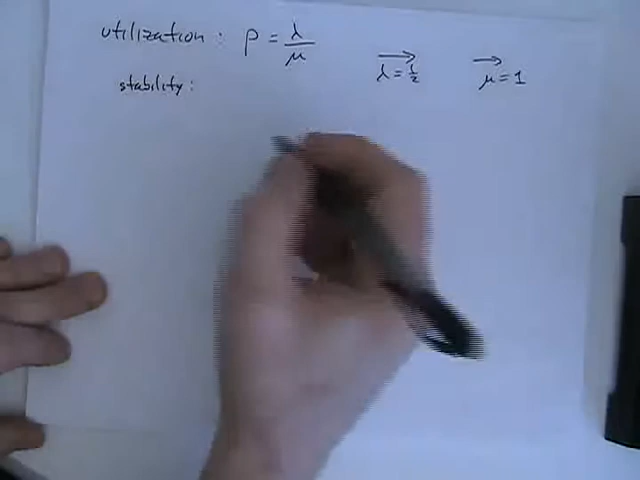 utilization : ρ = λ/μ
λ = 1/2 μ = 1
stability :